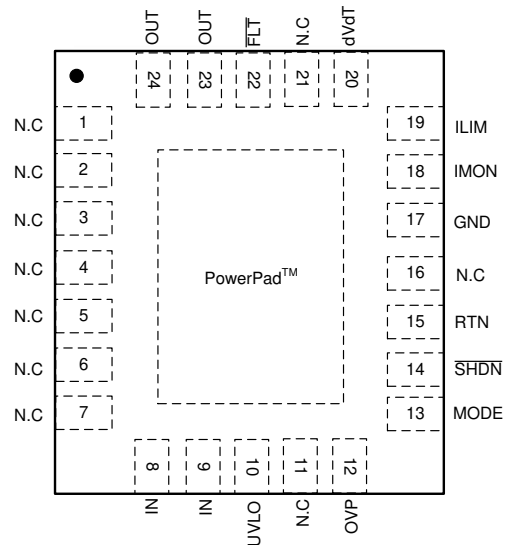 OUT OUT FLT N.C dVdT
24 23 22 21 20
N.C 1 19 ILIM
N.C 2 18 IMON
N.C 3 17 GND
N.C 4 16 N.C
N.C 5 15 RTN
N.C 6 14 SHDN
N.C 7 13 MODE
PowerPad™
8 9 10 11 12
IN IN UVLO N.C OVP